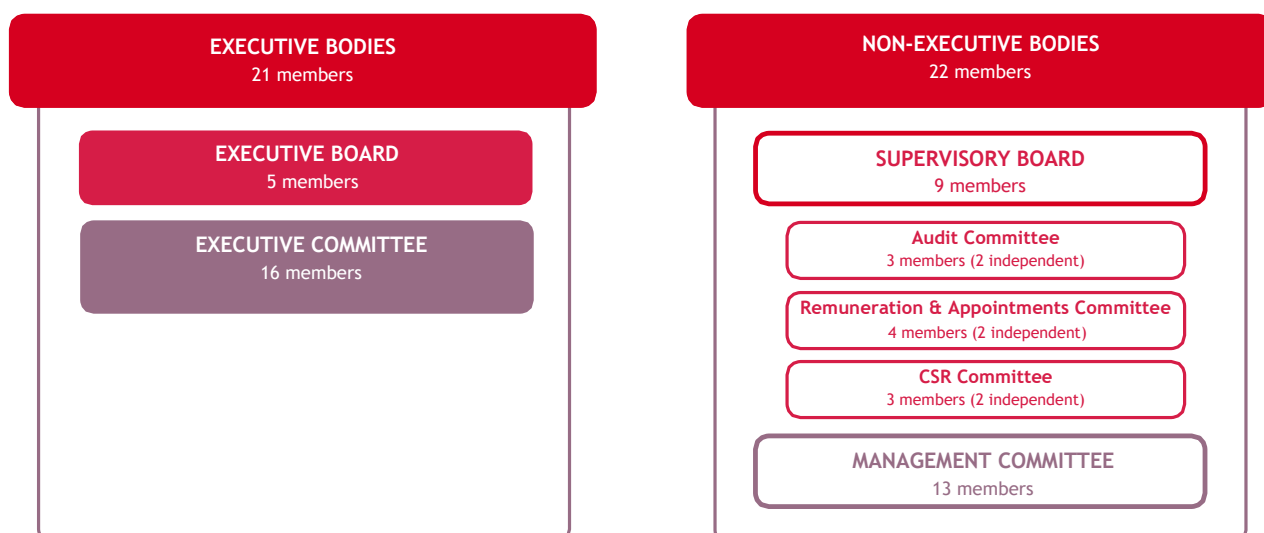 EXECUTIVE BODIES
21 members
EXECUTIVE BOARD
5 members
EXECUTIVE COMMITTEE
16 members
NON-EXECUTIVE BODIES
22 members
SUPERVISORY BOARD
9 members
Audit Committee
3 members (2 independent)
Remuneration & Appointments Committee
4 members (2 independent)
CSR Committee
3 members (2 independent)
MANAGEMENT COMMITTEE
13 members